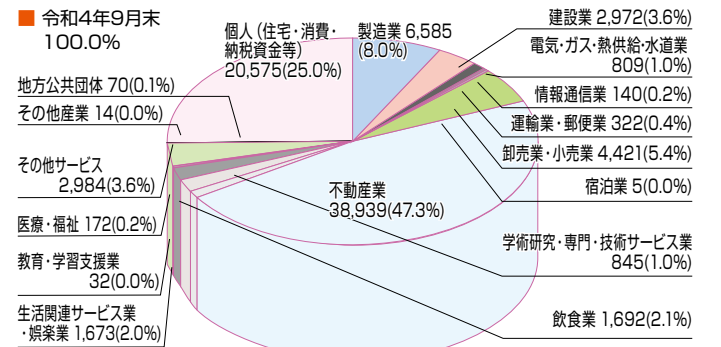 ■ 令和4年9月末
100.0%
個人（住宅・消費・
納税資金等）
20,575(25.0%)
製造業 6,585
(8.0%)
建設業 2,972(3.6%)
電気・ガス・熱供給・水道業
809(1.0%)
情報通信業 140(0.2%)
運輸業・郵便業 322(0.4%)
卸売業・小売業 4,421(5.4%)
宿泊業 5(0.0%)
不動産業
38,939(47.3%)
学術研究・専門・技術サービス業
845(1.0%)
飲食業 1,692(2.1%)
地方公共団体 70(0.1%)
その他産業 14(0.0%)
その他サービス
2,984(3.6%)
医療・福祉 172(0.2%)
教育・学習支援業
32(0.0%)
生活関連サービス業
・娯楽業 1,673(2.0%)